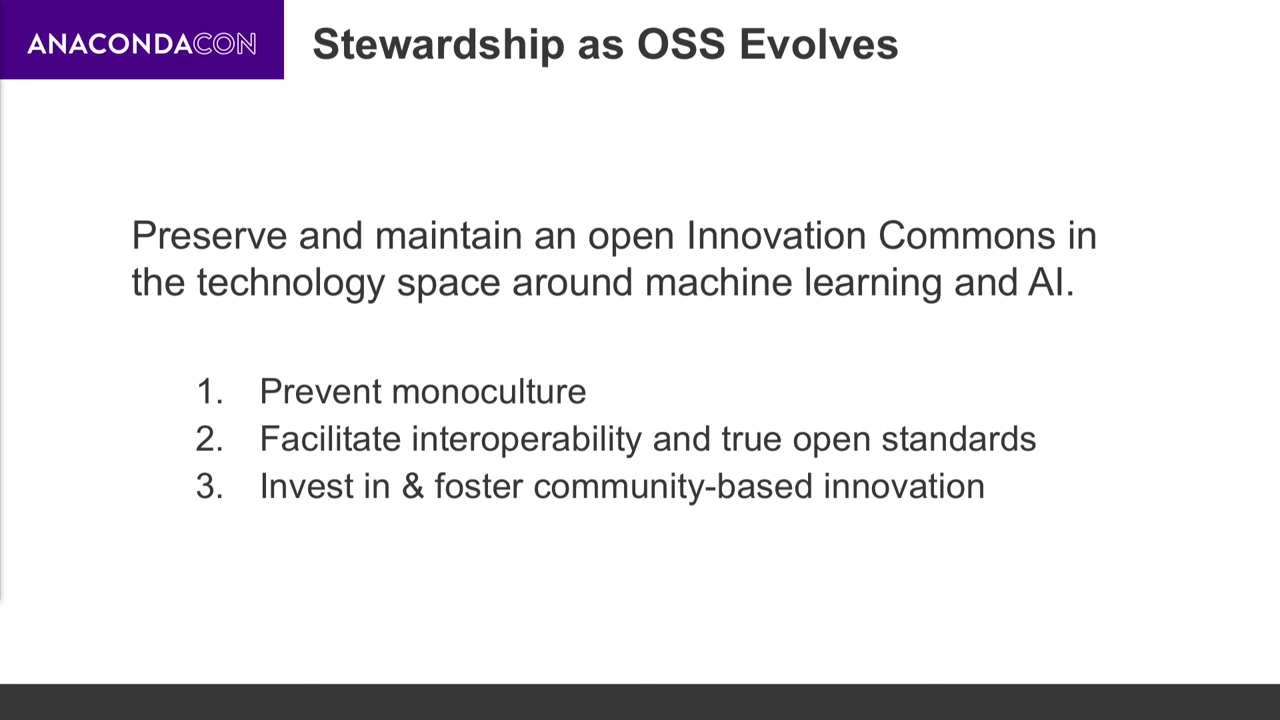 ANACONDACON
Stewardship as OSS Evolves
Preserve and maintain an open Innovation Commons in
the technology space around machine learning and AI.
1. Prevent monoculture
2. Facilitate interoperability and true open standards
3. Invest in & foster community-based innovation